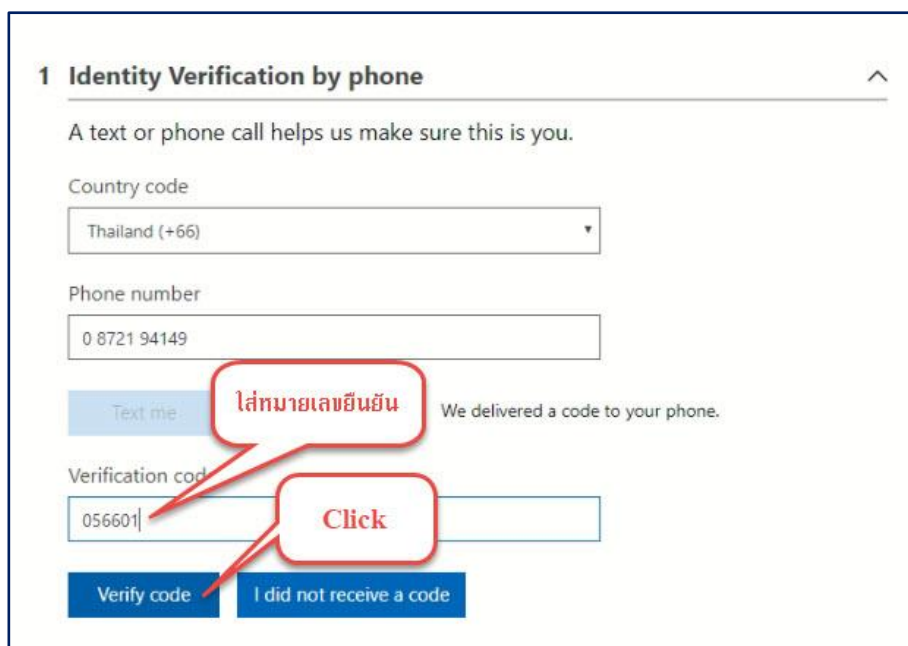 1 Identity Verification by phone
A text or phone call helps us make sure this is you.
Country code
Thailand (+66)
Phone number
0 8721 94149
Text me
ใส่หมายเลขยืนยัน
We delivered a code to your phone.
Verification cod
056601
Click
Verify code
I did not receive a code